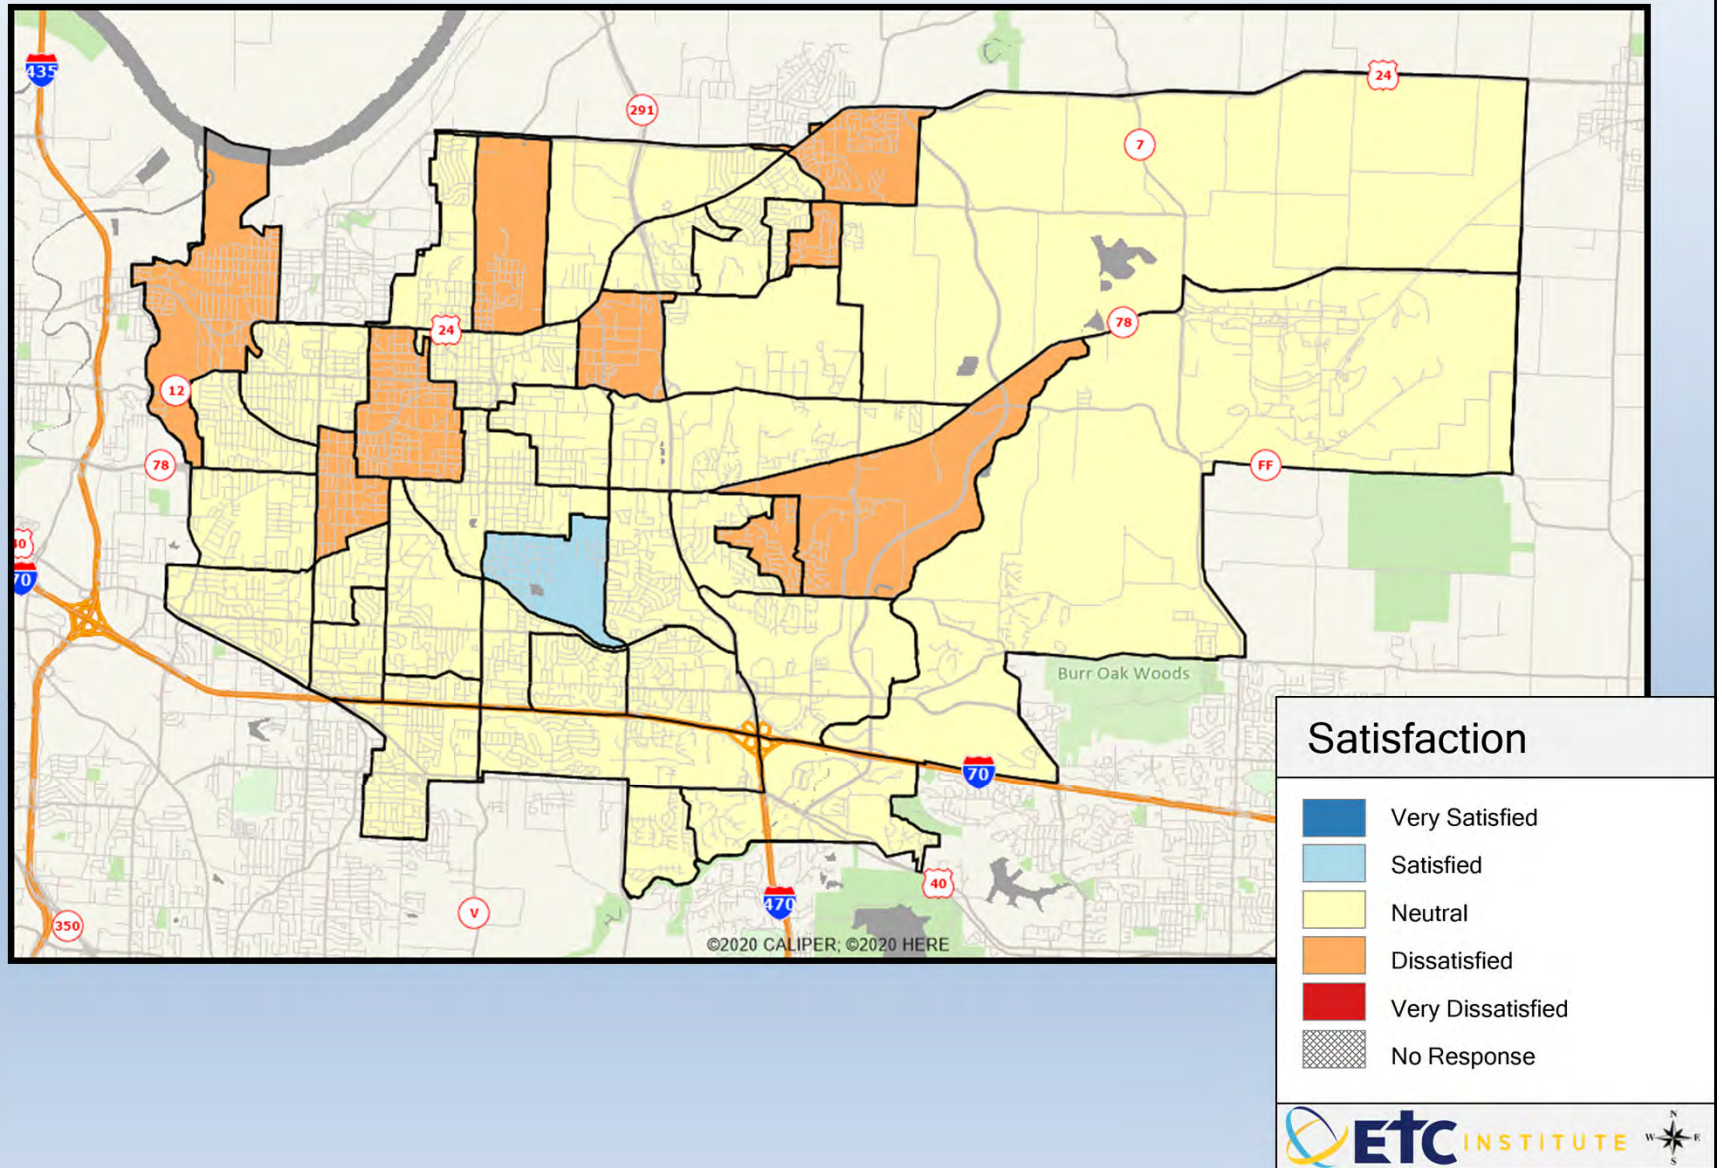 435
24
291
7
24
78
12
78
FF
40
70
Burr Oak Woods
70
40
470
V
350
©2020 CALIPER; ©2020 HERE
Satisfaction
Very Satisfied
Satisfied
Neutral
Dissatisfied
Very Dissatisfied
No Response
ETC INSTITUTE
N
W E
S